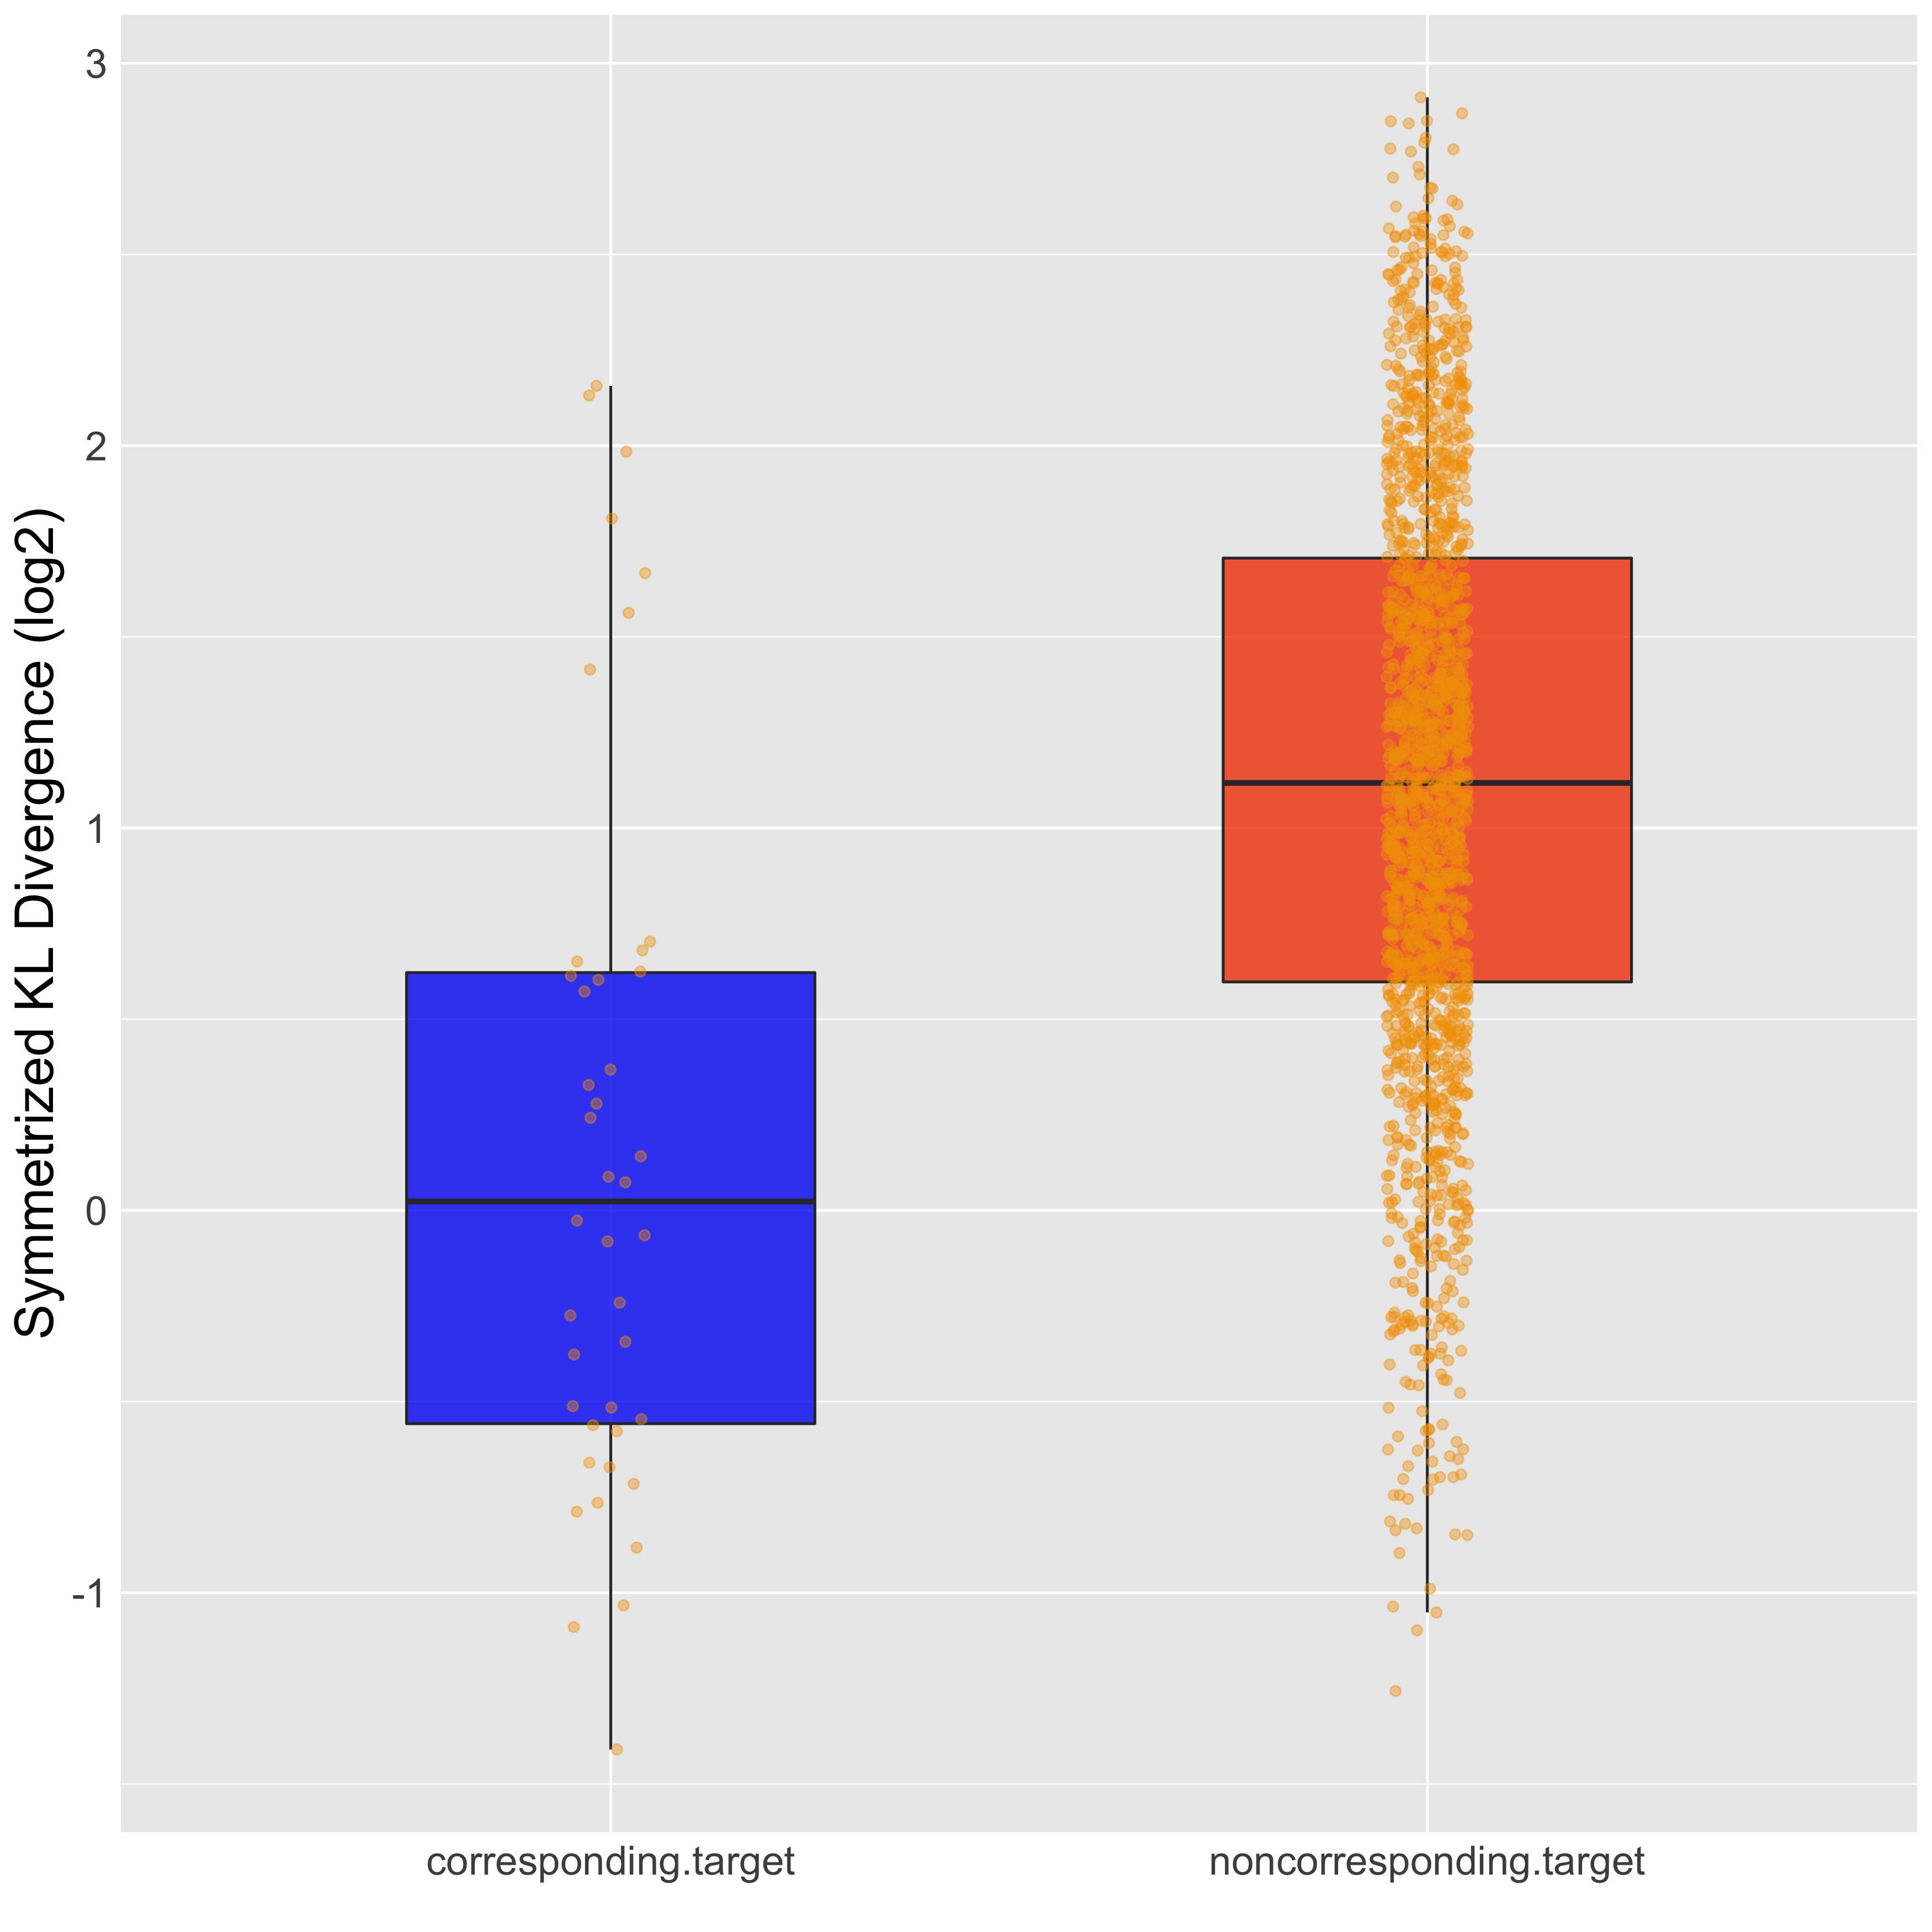 Symmetrized KL Divergence (log2)
3
2
1
0
-1
corresponding.target
noncorresponding.target